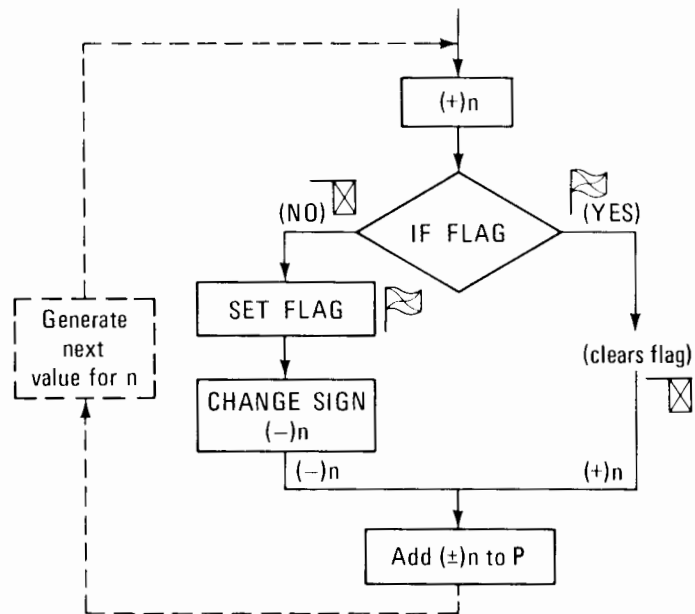 (+)n
(NO)
(YES)
IF FLAG
SET FLAG
Generate
next
value for n
(clears flag)
CHANGE SIGN
(−)n
(−)n
(+)n
Add (±)n to P